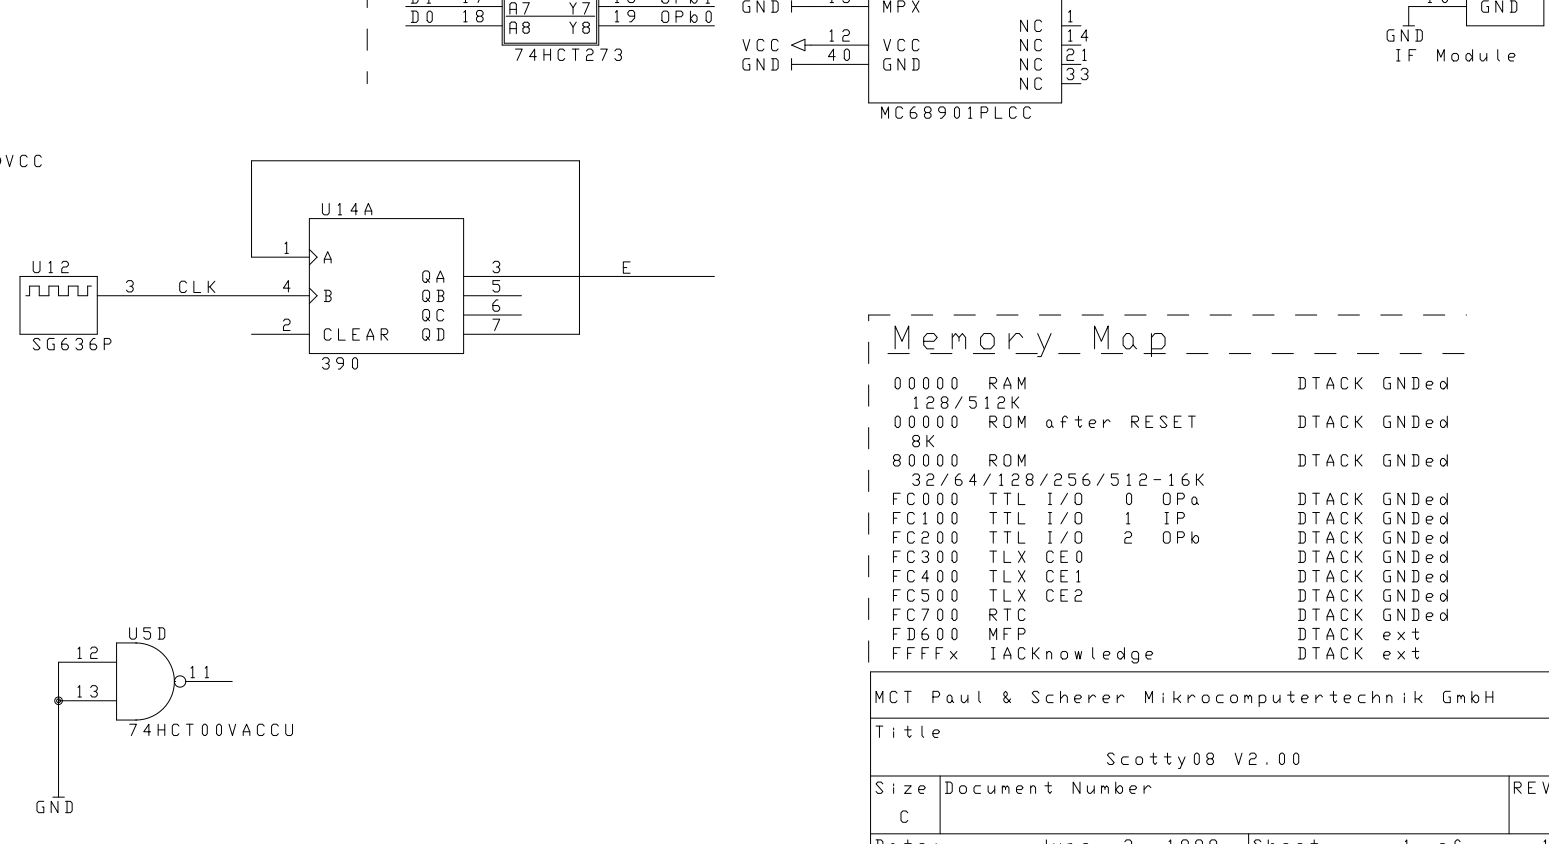 A7 Y7
D0 18 A8 Y8 19 OPb0
74HCT273
GND MPX
NC 1
VCC 12 VCC NC 14
GND 40 GND NC 21
NC 33
MC68901PLCC
GND
GND
IF Module
VCC
U14A
1 A
U12
3 CLK 4 B
QA 3 E
QB 5
QC 6
2 CLEAR QD 7
SG636P
390
Memory Map
00000 RAM DTACK GNDed
128/512K
00000 ROM after RESET DTACK GNDed
8K
80000 ROM DTACK GNDed
32/64/128/256/512-16K
FC000 TTL I/O 0 OPa DTACK GNDed
FC100 TTL I/O 1 IP DTACK GNDed
FC200 TTL I/O 2 OPb DTACK GNDed
FC300 TLX CE0 DTACK GNDed
FC400 TLX CE1 DTACK GNDed
FC500 TLX CE2 DTACK GNDed
FC700 RTC DTACK GNDed
FD600 MFP DTACK ext
FFFFx IACKnowledge DTACK ext
U5D
12
13
11
74HCT00VACCU
GND
MCT Paul & Scherer Mikrocomputertechnik GmbH
Title
Scotty08 V2.00
Size Document Number REV
C